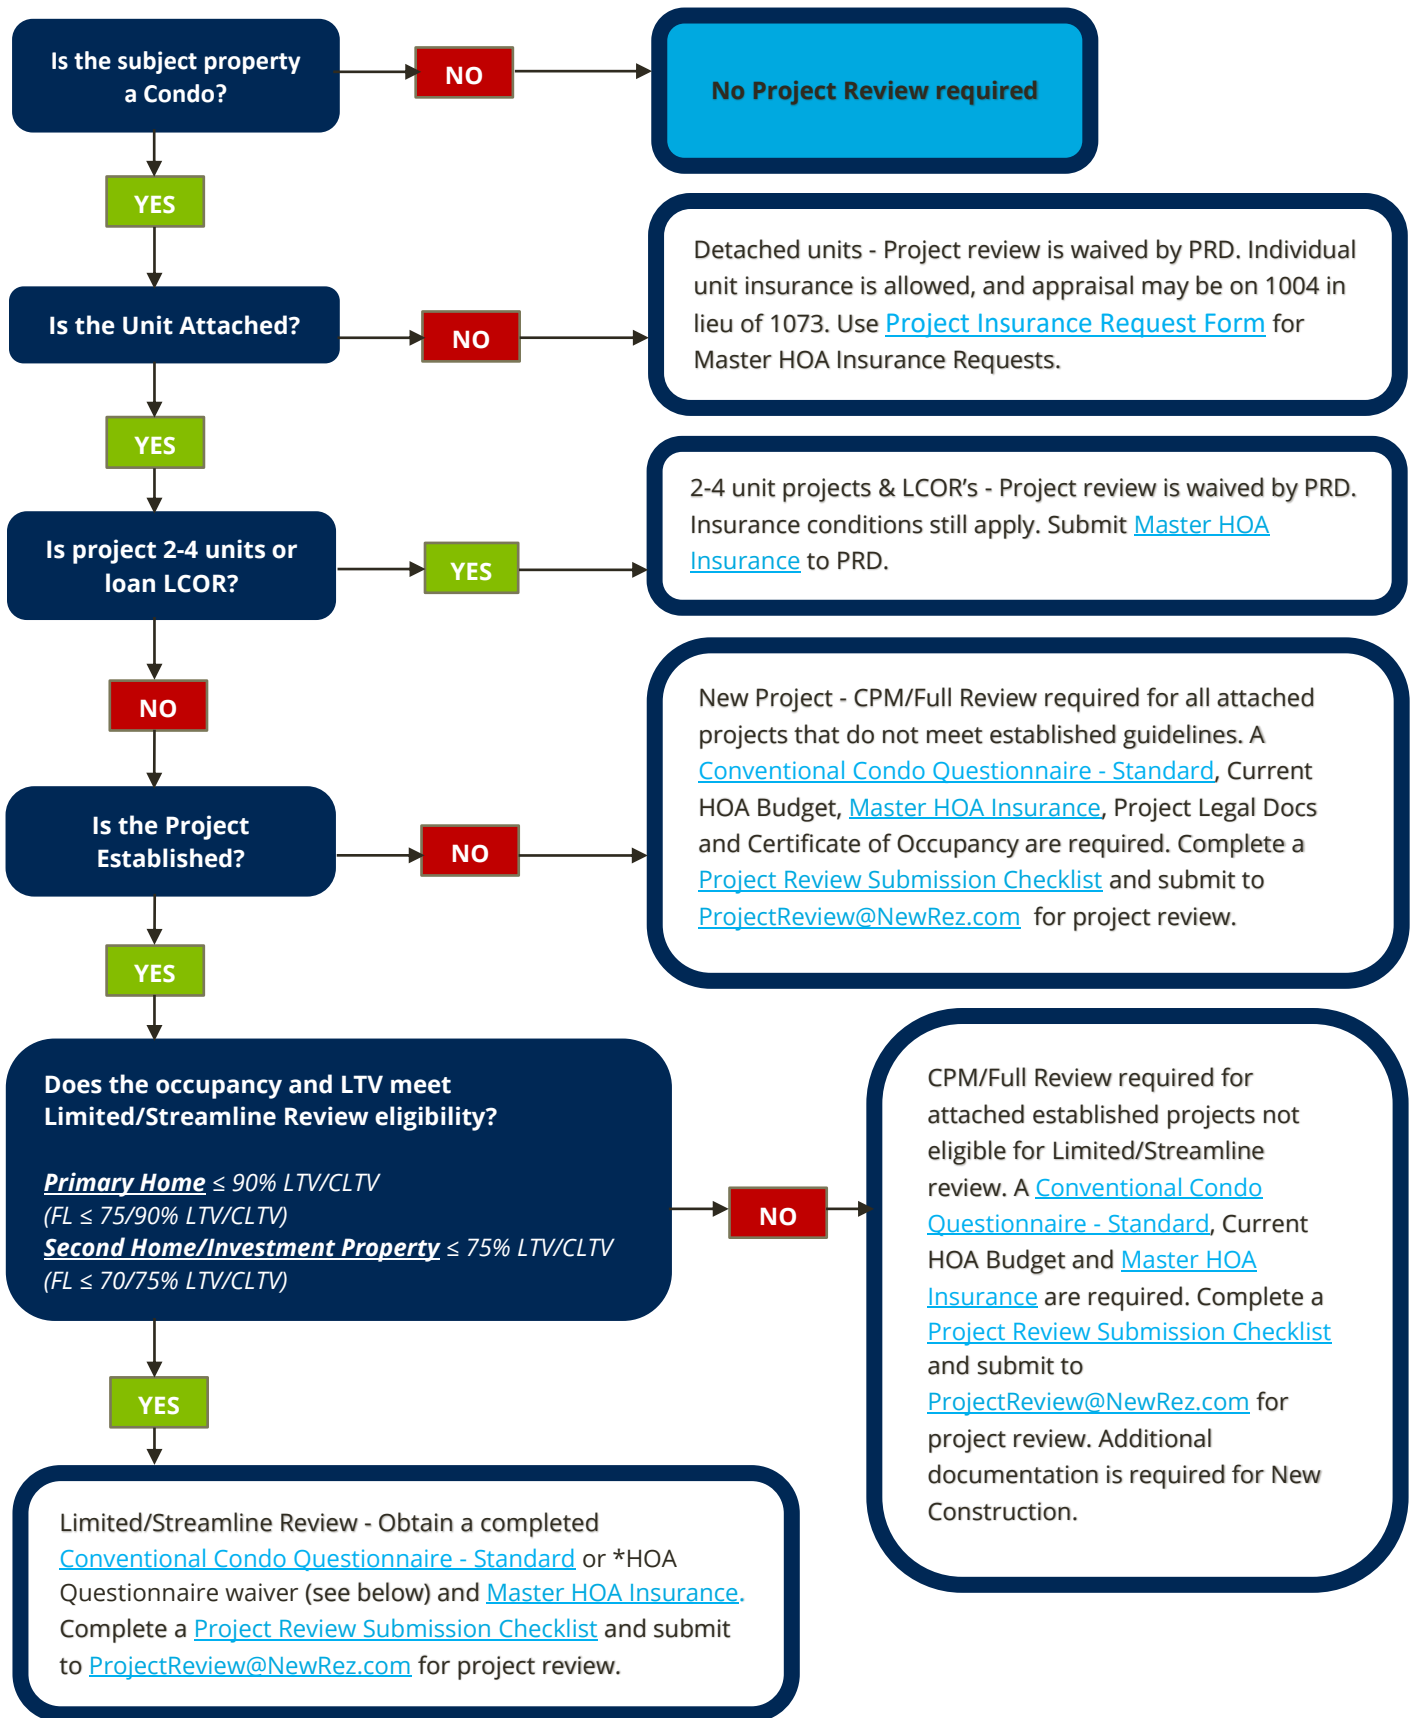 Is the subject property
a Condo?
NO
No Project Review required
YES
Is the Unit Attached?
NO
Detached units - Project review is waived by PRD. Individual
unit insurance is allowed, and appraisal may be on 1004 in
lieu of 1073. Use Project Insurance Request Form for
Master HOA Insurance Requests.
YES
Is project 2-4 units or
loan LCOR?
YES
2-4 unit projects & LCOR’s - Project review is waived by PRD.
Insurance conditions still apply. Submit Master HOA
Insurance to PRD.
NO
Is the Project
Established?
NO
New Project - CPM/Full Review required for all attached
projects that do not meet established guidelines. A
Conventional Condo Questionnaire - Standard, Current
HOA Budget, Master HOA Insurance, Project Legal Docs
and Certificate of Occupancy are required. Complete a
Project Review Submission Checklist and submit to
ProjectReview@NewRez.com for project review.
YES
Does the occupancy and LTV meet
Limited/Streamline Review eligibility?
Primary Home ≤ 90% LTV/CLTV
(FL ≤ 75/90% LTV/CLTV)
Second Home/Investment Property ≤ 75% LTV/CLTV
(FL ≤ 70/75% LTV/CLTV)
NO
CPM/Full Review required for
attached established projects not
eligible for Limited/Streamline
review. A Conventional Condo
Questionnaire - Standard, Current
HOA Budget and Master HOA
Insurance are required. Complete a
Project Review Submission Checklist
and submit to
ProjectReview@NewRez.com for
project review. Additional
documentation is required for New
Construction.
YES
Limited/Streamline Review - Obtain a completed
Conventional Condo Questionnaire - Standard or *HOA
Questionnaire waiver (see below) and Master HOA Insurance.
Complete a Project Review Submission Checklist and submit
to ProjectReview@NewRez.com for project review.